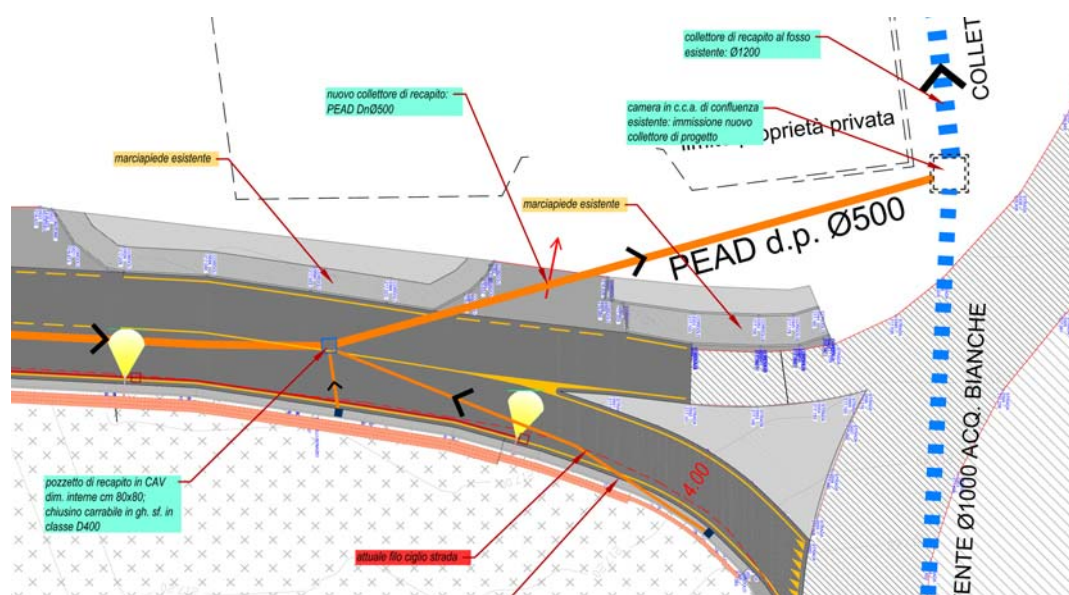 collettore di recapito al fosso
esistente: Ø1200
COLLET
nuovo collettore di recapito:
PEAD DnØ500
camera in c.c.a. di confluenza
esistente: immissione nuovo
collettore di progetto
proprietà privata
marciapiede esistente
marciapiede esistente
PEAD d.p. Ø500
ENTE Ø1000 ACQ. BIANCHE
pozzetto di recapito in CAV
dim. interne cm 80x80;
chiusino carrabile in gh. sf. in
classe D400
4.00
attuale filo ciglio strada